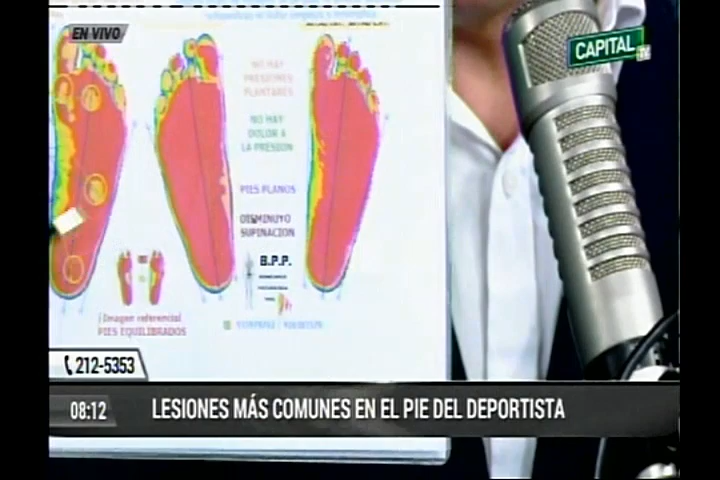 EN VIVO
CAPITAL
NO HAY
PRESIONES
PLANTARES
NO HAY
DOLOR A
LA PRESION
PIES PLANOS
DISMINUYO
SUPINACION
B.P.P.
Imagen referencial
PIES EQUILIBRADOS
212-5353
08:12
LESIONES MÁS COMUNES EN EL PIE DEL DEPORTISTA